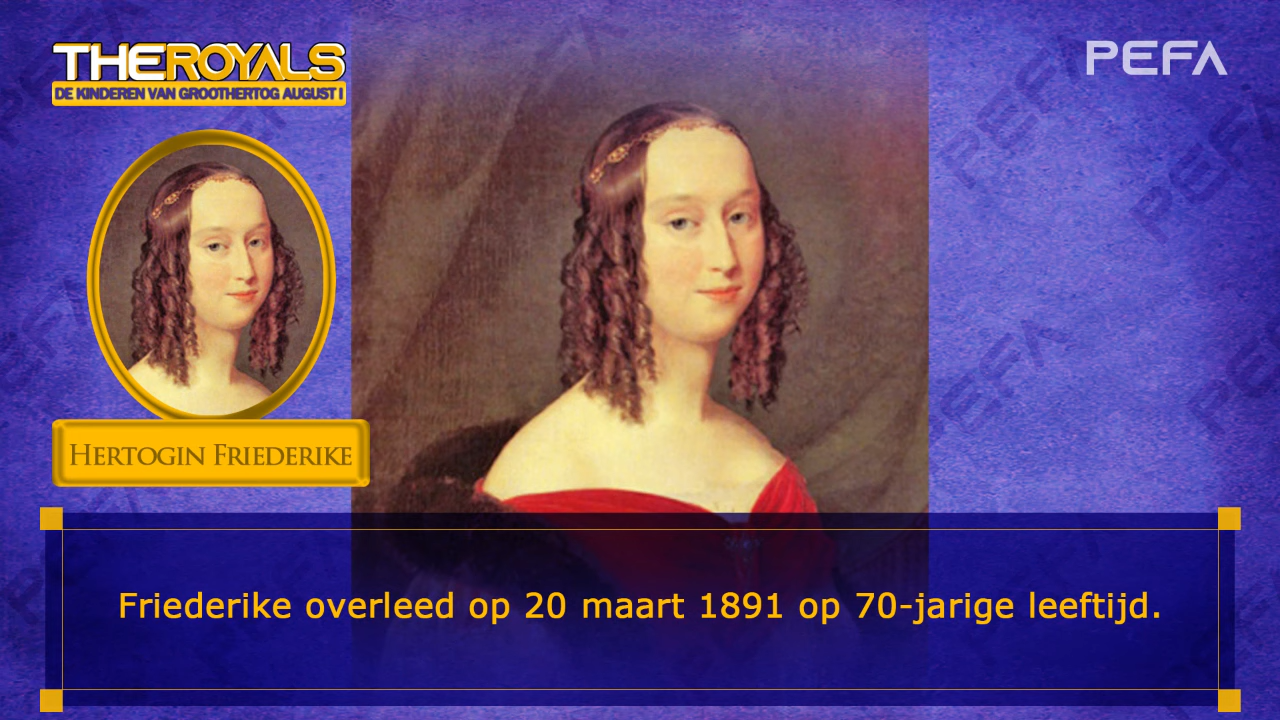 THEROYALS
DE KINDEREN VAN GROOTHERTOG AUGUST I
PEFA
HERTOGIN FRIEDERIKE
Friederike overleed op 20 maart 1891 op 70-jarige leeftijd.